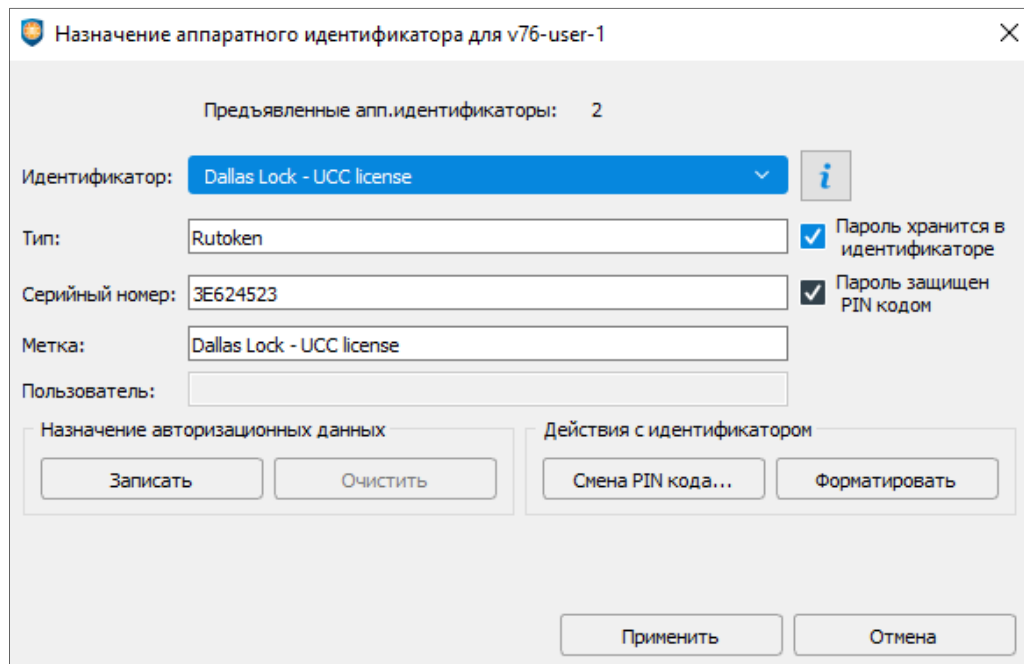 Назначение аппаратного идентификатора для v76-user-1
Предъявленные апп.идентификаторы: 2
Идентификатор: Dallas Lock - UCC license i
Тип: Rutoken
Пароль хранится в
идентификаторе
Серийный номер: 3E624523
Пароль защищен
PIN кодом
Метка: Dallas Lock - UCC license
Пользователь:
Назначение авторизационных данных
Записать Очистить
Действия с идентификатором
Смена PIN кода... Форматировать
Применить Отмена